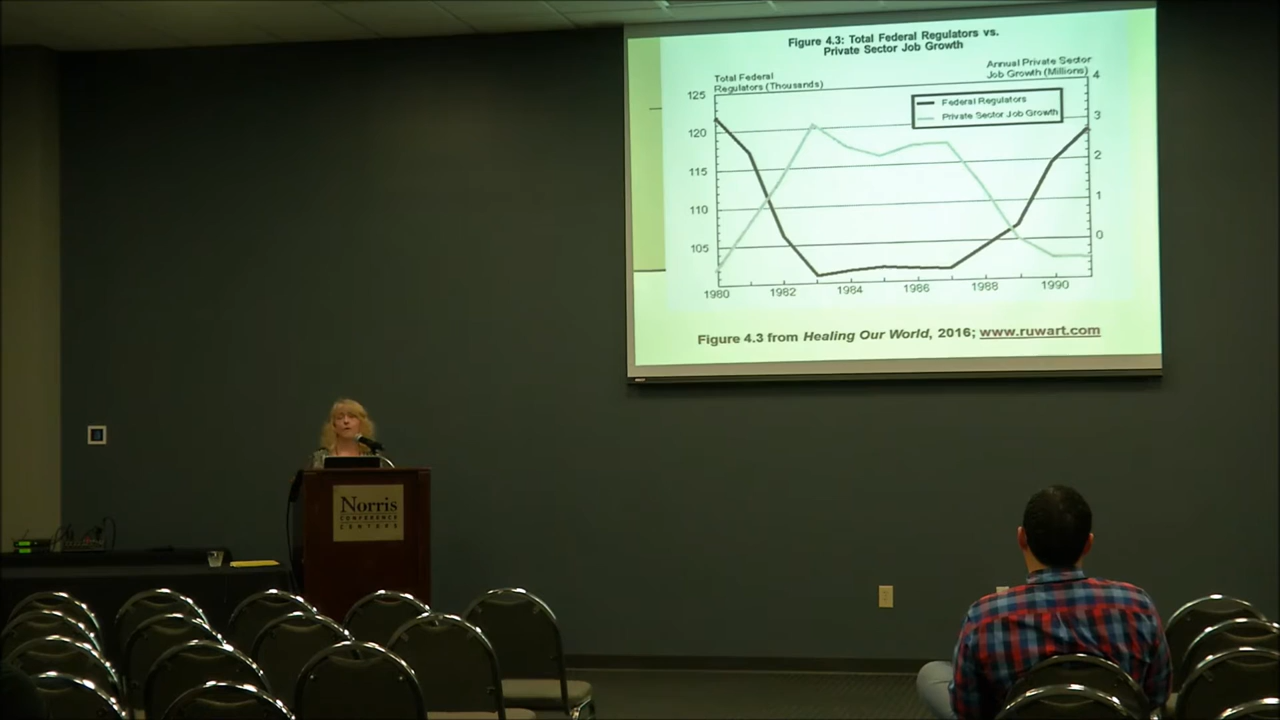 Figure 4.3: Total Federal Regulators vs.
Private Sector Job Growth
Total Federal
Regulators (Thousands)
Annual Private Sector
Job Growth (Millions)
Federal Regulators
Private Sector Job Growth
125
120
115
110
105
4
3
2
1
0
1980 1982 1984 1986 1988 1990
Figure 4.3 from Healing Our World, 2016; www.ruwart.com
Norris
CONFERENCE
CENTERS